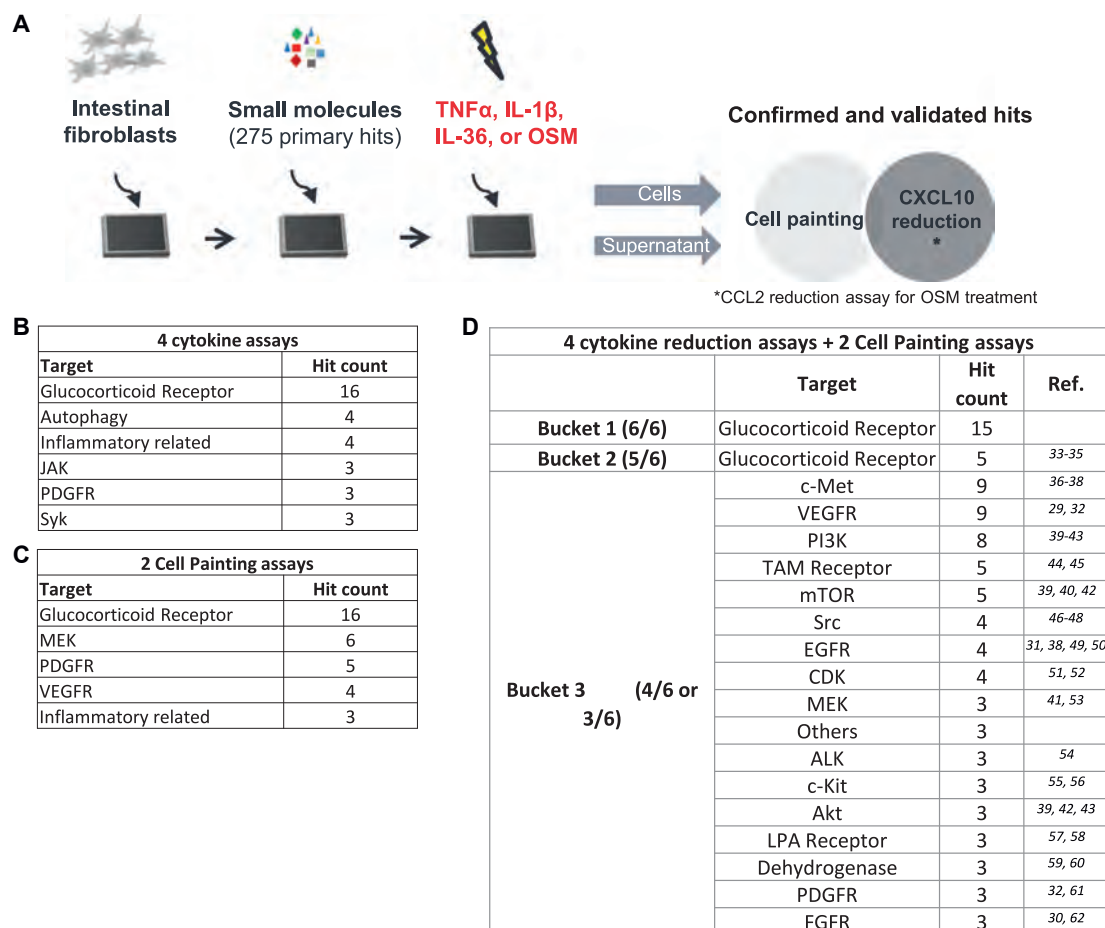 A
Intestinal
fibroblasts
Small molecules
(275 primary hits)
TNFα, IL-1β,
IL-36, or OSM
Confirmed and validated hits
Cells
Supernatant
Cell painting
CXCL10
reduction
*
*CCL2 reduction assay for OSM treatment
B
4 cytokine assays
Target Hit count
Glucocorticoid Receptor 16
Autophagy 4
Inflammatory related 4
JAK 3
PDGFR 3
Syk 3
C
2 Cell Painting assays
Target Hit count
Glucocorticoid Receptor 16
MEK 6
PDGFR 5
VEGFR 4
Inflammatory related 3
D
4 cytokine reduction assays + 2 Cell Painting assays
Target Hit count Ref.
Bucket 1 (6/6) Glucocorticoid Receptor 15
Bucket 2 (5/6) Glucocorticoid Receptor 5 33-35
Bucket 3 (4/6 or
3/6)
c-Met 9 36-38
VEGFR 9 29, 32
PI3K 8 39-43
TAM Receptor 5 44, 45
mTOR 5 39, 40, 42
Src 4 46-48
EGFR 4 31, 38, 49, 50
CDK 4 51, 52
MEK 3 41, 53
Others 3
ALK 3 54
c-Kit 3 55, 56
Akt 3 39, 42, 43
LPA Receptor 3 57, 58
Dehydrogenase 3 59, 60
PDGFR 3 32, 61
FGFR 3 30, 62